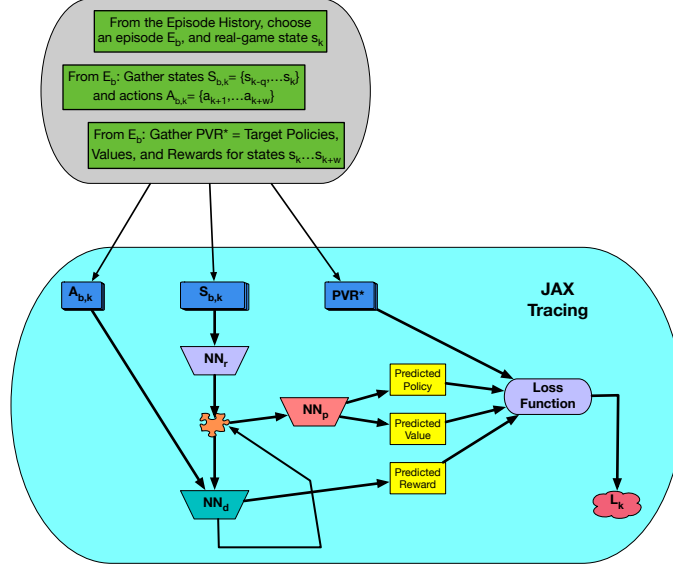 From the Episode History, choose
an episode E_b, and real-game state s_k
From E_b: Gather states S_b,k = {s_k-q,...s_k}
and actions A_b,k = {a_k+1,...a_k+w}
From E_b: Gather PVR* = Target Policies,
Values, and Rewards for states s_k...s_k+w
JAX
Tracing
A_b,k
S_b,k
PVR*
NN_r
NN_p
Predicted
Policy
Predicted
Value
Predicted
Reward
Loss
Function
NN_d
L_k